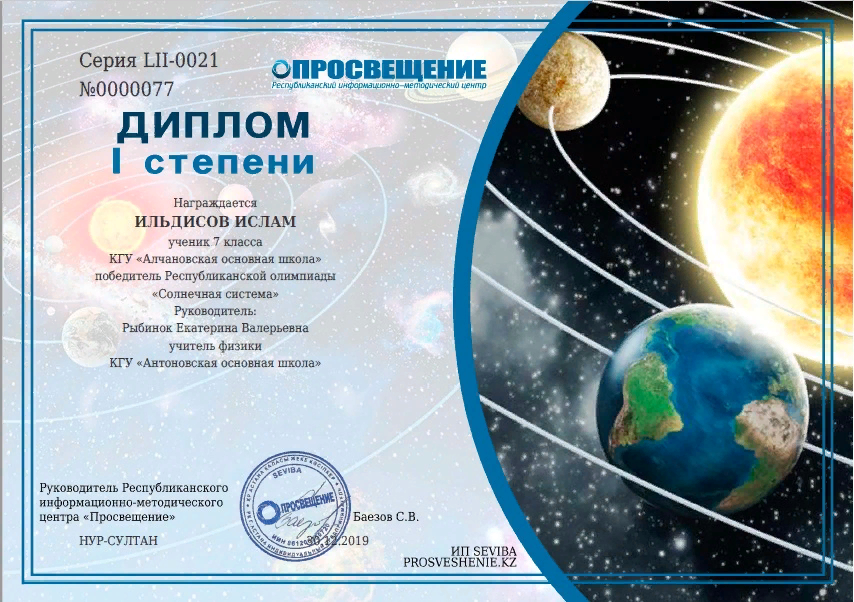 Серия LII-0021
№0000077
ПРОСВЕЩЕНИЕ
Республиканский информационно-методический центр
ДИПЛОМ
I степени
Награждается
ИЛЬДИСОВ ИСЛАМ
ученик 7 класса
КГУ «Алчановская основная школа»
победитель Республиканской олимпиады
«Солнечная система»
Руководитель:
Рыбинок Екатерина Валерьевна
учитель физики
КГУ «Антоновская основная школа»
Руководитель Республиканского
информационно-методического
центра «Просвещение»
SEVIBA
ПРОСВЕЩЕНИЕ
Баезов С.В.
НУР-СУЛТАН
30.12.2019
ИП SEVIBA
PROSVESHENIE.KZ